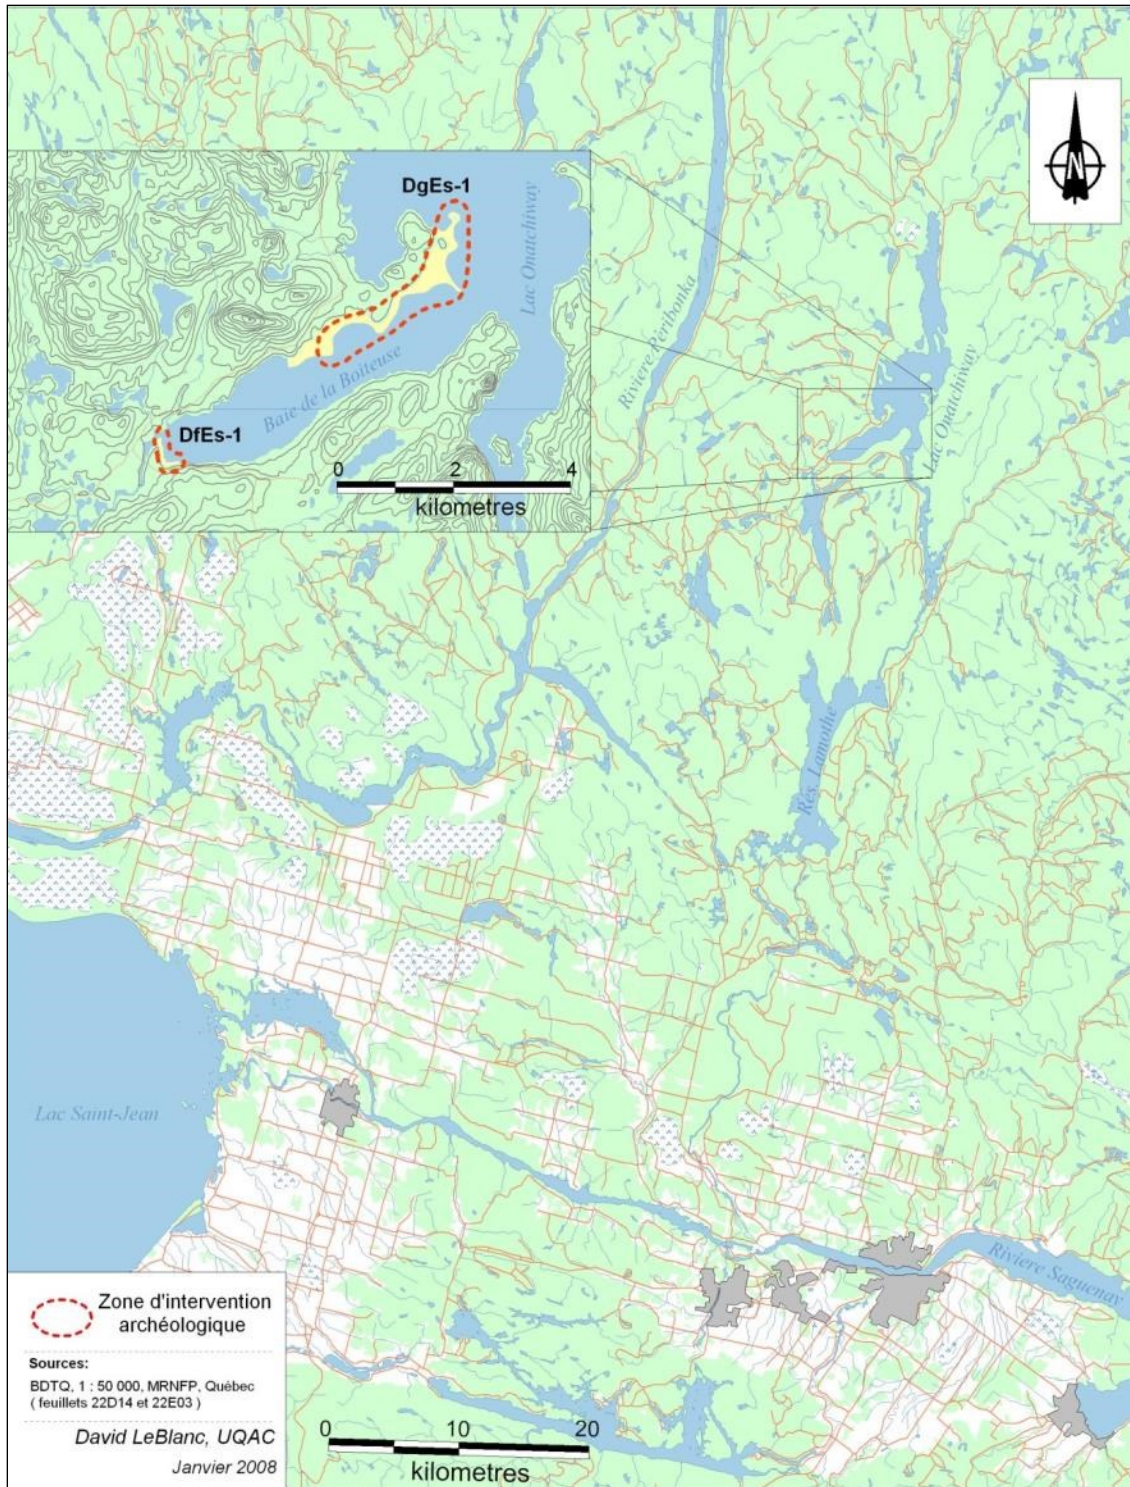 N
DgEs-1
Lac Onatchiway
Rivière Péribonka
Baie de la Boiteuse
DfEs-1
0 2 4
kilometres
Lac Onatchiway
Rés. Lamothe
Lac Saint-Jean
Riviere Saguenay
Zone d'intervention
archéologique
Sources:
BDTQ, 1 : 50 000, MRNFP, Québec
( feuillets 22D14 et 22E03 )
David LeBlanc, UQAC
Janvier 2008
0 10 20
kilometres